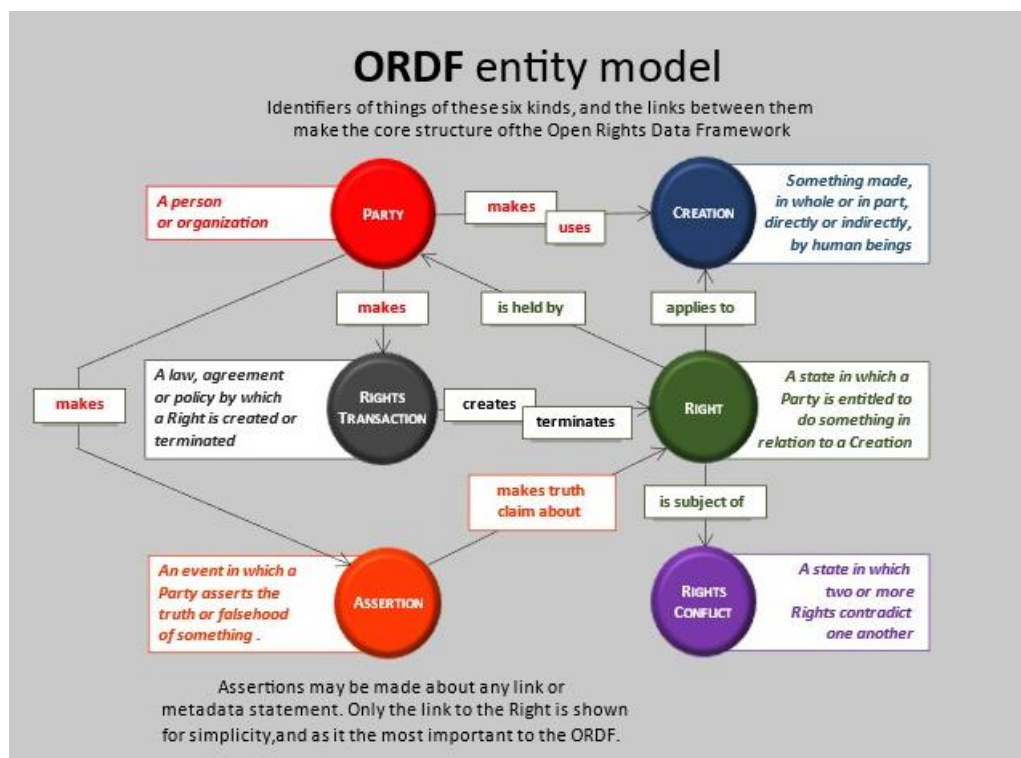 ORDF entity model
Identifiers of things of these six kinds, and the links between them
make the core structure of the Open Rights Data Framework
A person
or organization
PARTY
makes
uses
CREATION
Something made,
in whole or in part,
directly or indirectly,
by human beings
makes
is held by
applies to
A law, agreement
or policy by which
a Right is created or
terminated
RIGHTS
TRANSACTION
creates
terminates
RIGHT
A state in which a
Party is entitled to
do something in
relation to a Creation
makes
makes truth
claim about
is subject of
An event in which a
Party asserts the
truth or falsehood
of something .
ASSERTION
RIGHTS
CONFLICT
A state in which
two or more
Rights contradict
one another
Assertions may be made about any link or
metadata statement. Only the link to the Right is shown
for simplicity,and as it the most important to the ORDF.